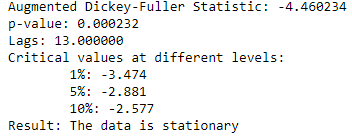 Augmented Dickey-Fuller Statistic: -4.460234
p-value: 0.000232
Lags: 13.000000
Critical values at different levels:
        1%: -3.474
        5%: -2.881
        10%: -2.577
Result: The data is stationary